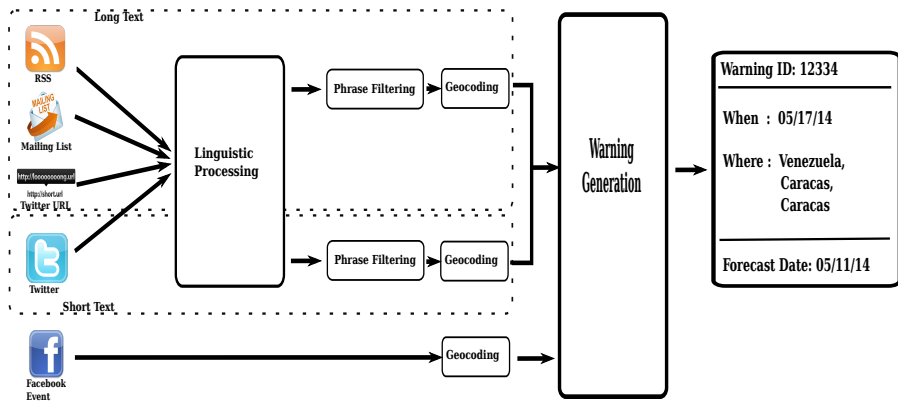 Long Text
RSS
MAILING
LIST
Mailing List
http://loooooooong.url
http://short.url
Twitter URL
Twitter
Short Text
Facebook
Event
Linguistic
Processing
Phrase Filtering
Geocoding
Phrase Filtering
Geocoding
Geocoding
Warning
Generation
Warning ID: 12334
When : 05/17/14
Where : Venezuela,
Caracas,
Caracas
Forecast Date: 05/11/14